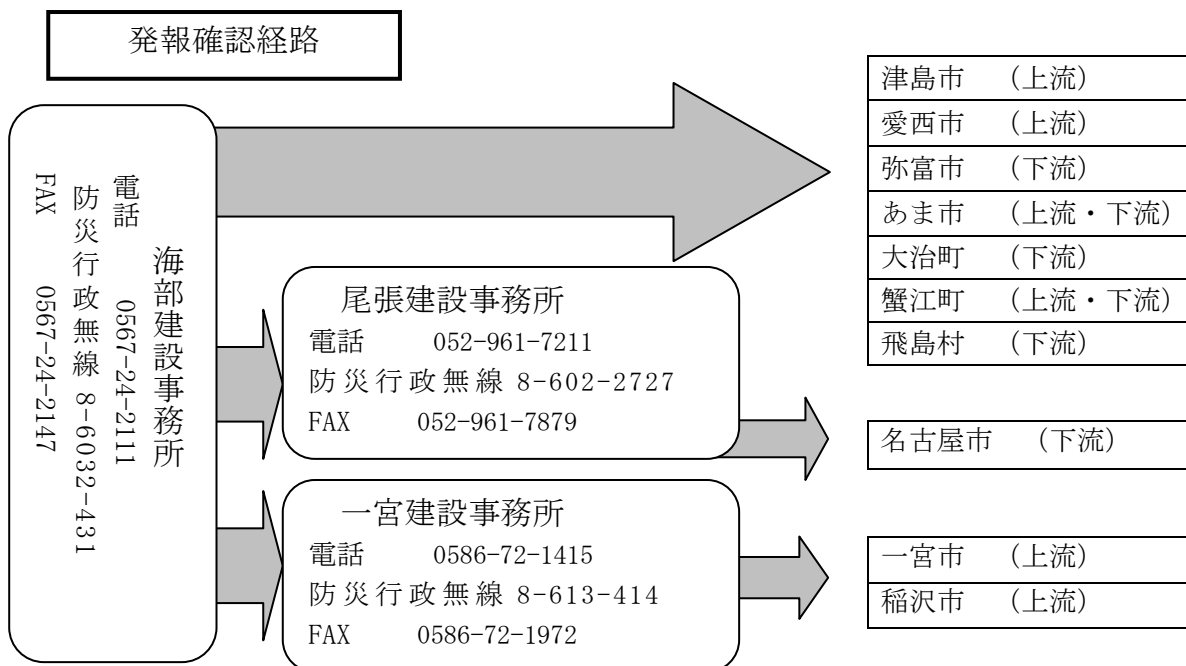 発報確認経路
海部建設事務所
電話 0567-24-2111
防災行政無線 8-6032-431
FAX 0567-24-2147
尾張建設事務所
電話 052-961-7211
防災行政無線 8-602-2727
FAX 052-961-7879
一宮建設事務所
電話 0586-72-1415
防災行政無線 8-613-414
FAX 0586-72-1972
津島市 （上流）
愛西市 （上流）
弥富市 （下流）
あま市 （上流・下流）
大治町 （下流）
蟹江町 （上流・下流）
飛島村 （下流）
名古屋市 （下流）
一宮市 （上流）
稲沢市 （上流）